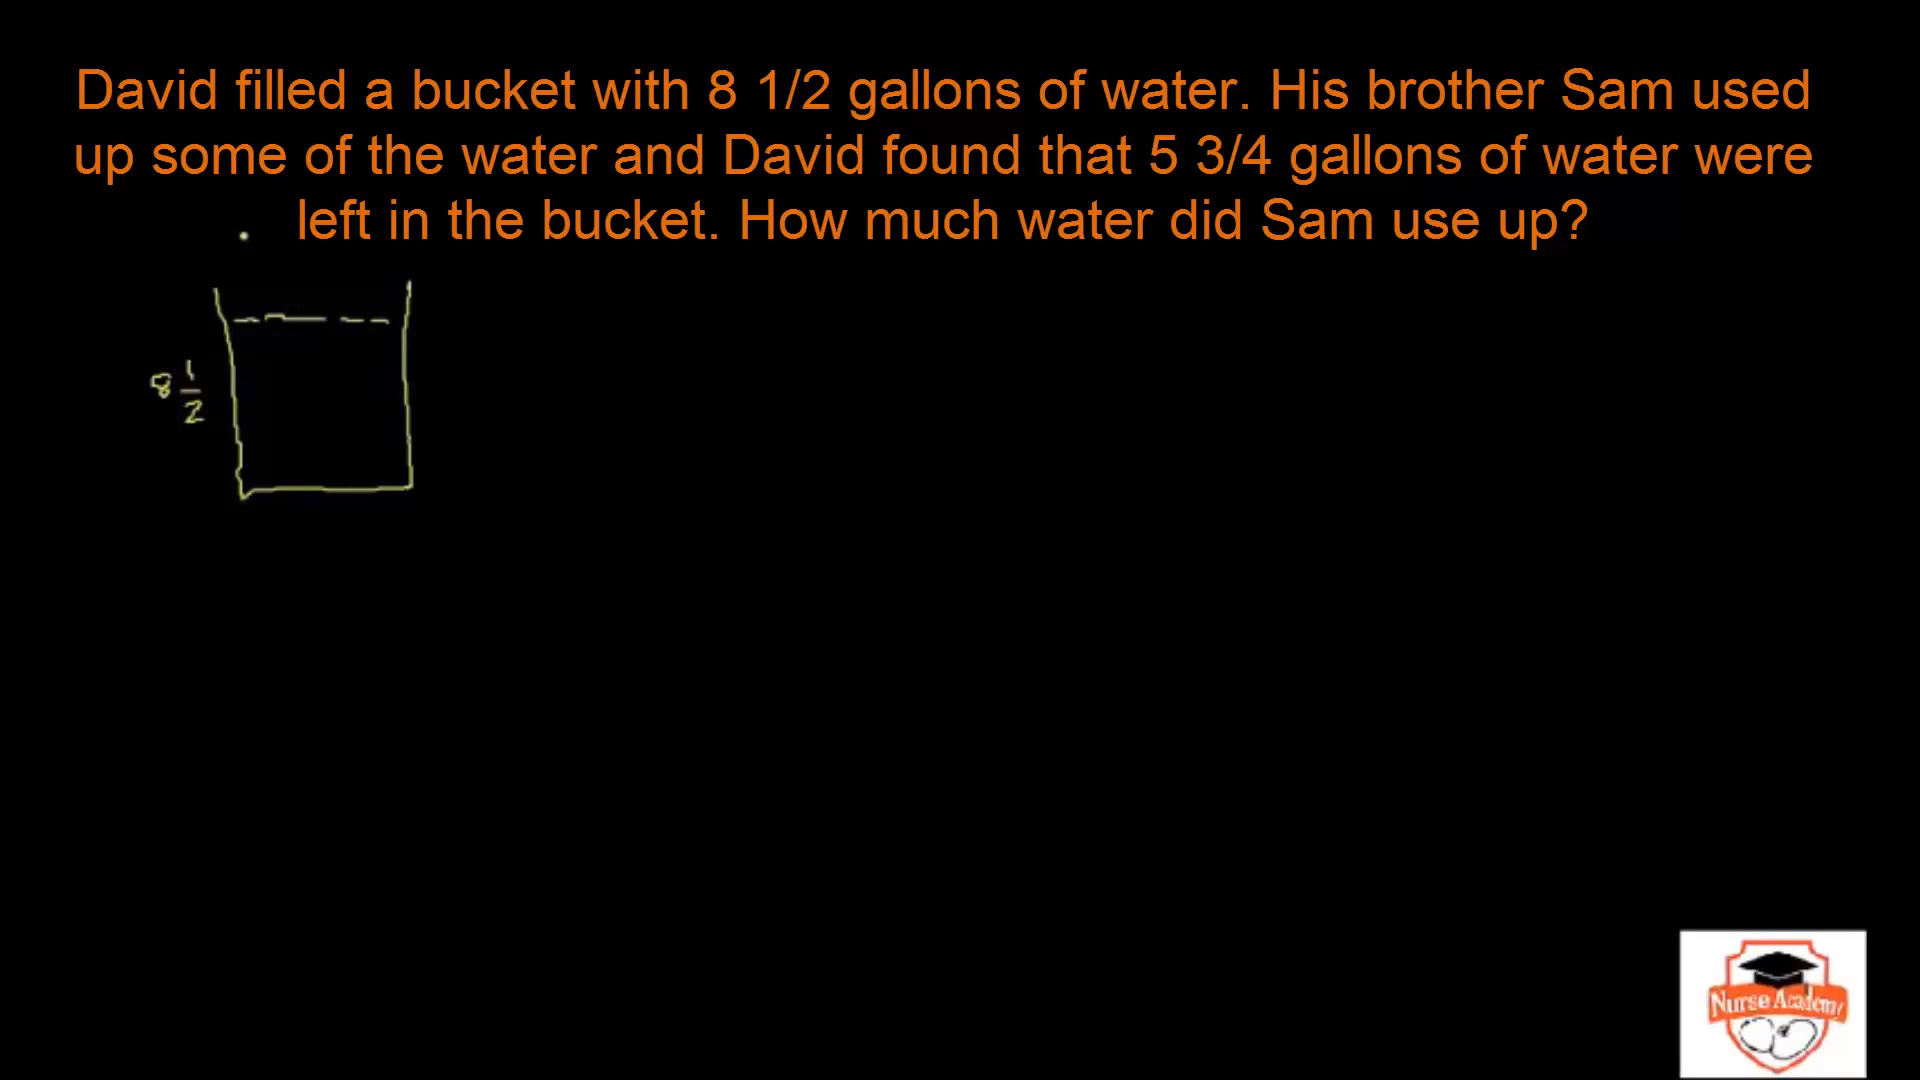 David filled a bucket with 8 1/2 gallons of water. His brother Sam used
up some of the water and David found that 5 3/4 gallons of water were
left in the bucket. How much water did Sam use up?
8 1/2
Nurse Academy